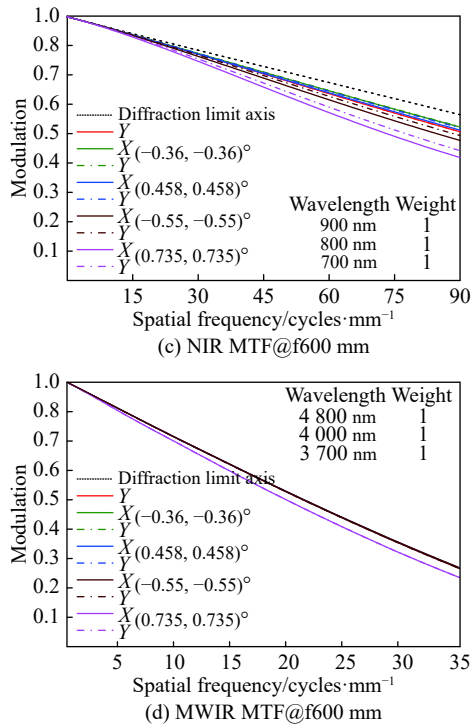 1.0
0.9
0.8
0.7
0.6
0.5
0.4
0.3
0.2
0.1
Modulation
Diffraction limit axis
Y
X (−0.36, −0.36)°
Y
X (0.458, 0.458)°
Y
X (−0.55, −0.55)°
Y
X (0.735, 0.735)°
Y
Wavelength Weight
900 nm 1
800 nm 1
700 nm 1
15 30 45 60 75 90
Spatial frequency/cycles·mm⁻¹
(c) NIR MTF@f600 mm
1.0
0.9
0.8
0.7
0.6
0.5
0.4
0.3
0.2
0.1
Modulation
Wavelength Weight
4 800 nm 1
4 000 nm 1
3 700 nm 1
Diffraction limit axis
Y
X (−0.36, −0.36)°
Y
X (0.458, 0.458)°
Y
X (−0.55, −0.55)°
Y
X (0.735, 0.735)°
Y
5 10 15 20 25 30 35
Spatial frequency/cycles·mm⁻¹
(d) MWIR MTF@f600 mm